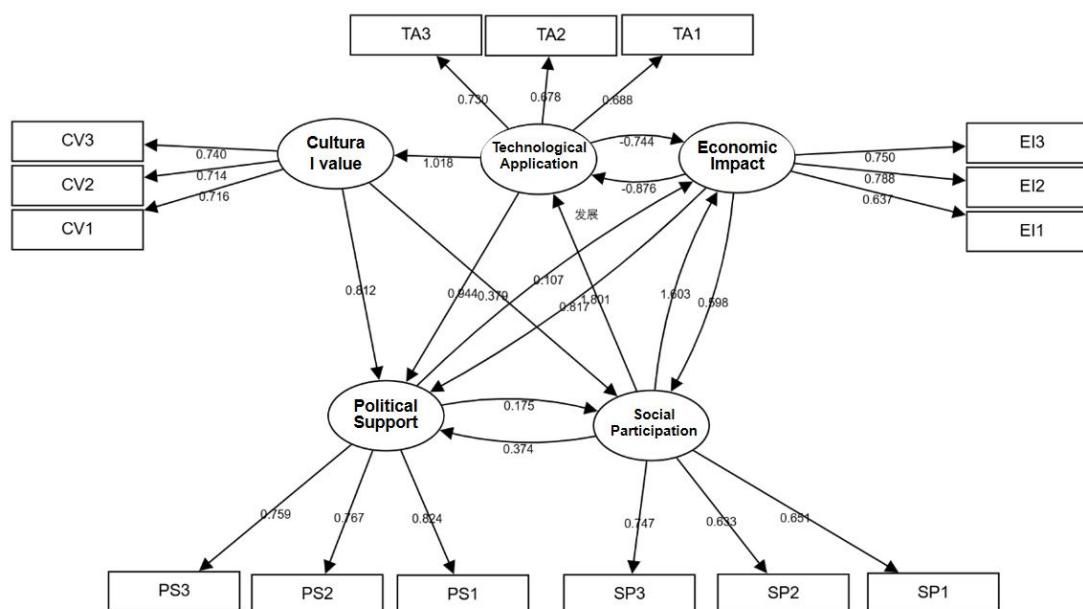 TA3
TA2
TA1
0.730
0.678
0.688
CV3
CV2
CV1
0.740
0.714
0.716
Cultura
l value
1.018
Technological
Application
-0.744
-0.876
Economic
Impact
0.750
0.788
0.637
EI3
EI2
EI1
发展
0.812
0.944
0.379
0.107
0.817
1.801
1.603
0.598
Political
Support
0.175
0.374
Social
Participation
0.759
0.767
0.824
0.747
0.633
0.651
PS3
PS2
PS1
SP3
SP2
SP1